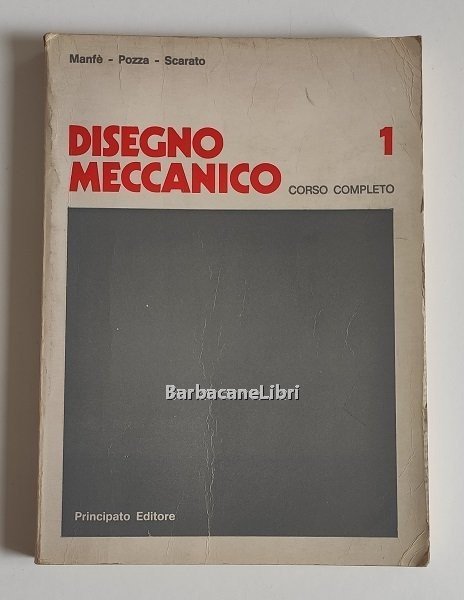 Manfè - Pozza - Scarato
DISEGNO 1
MECCANICO CORSO COMPLETO
BarbacaneLibri
Principato Editore